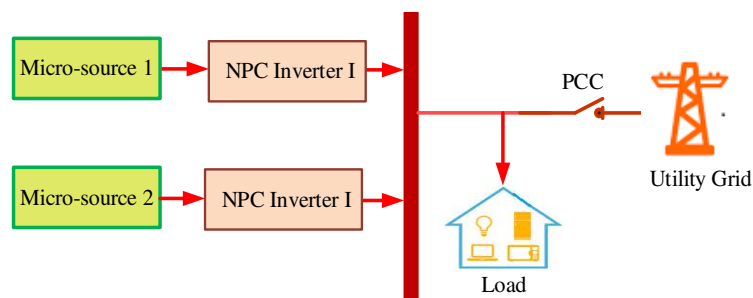 Micro-source 1
NPC Inverter I
PCC
Utility Grid
Micro-source 2
NPC Inverter I
Load